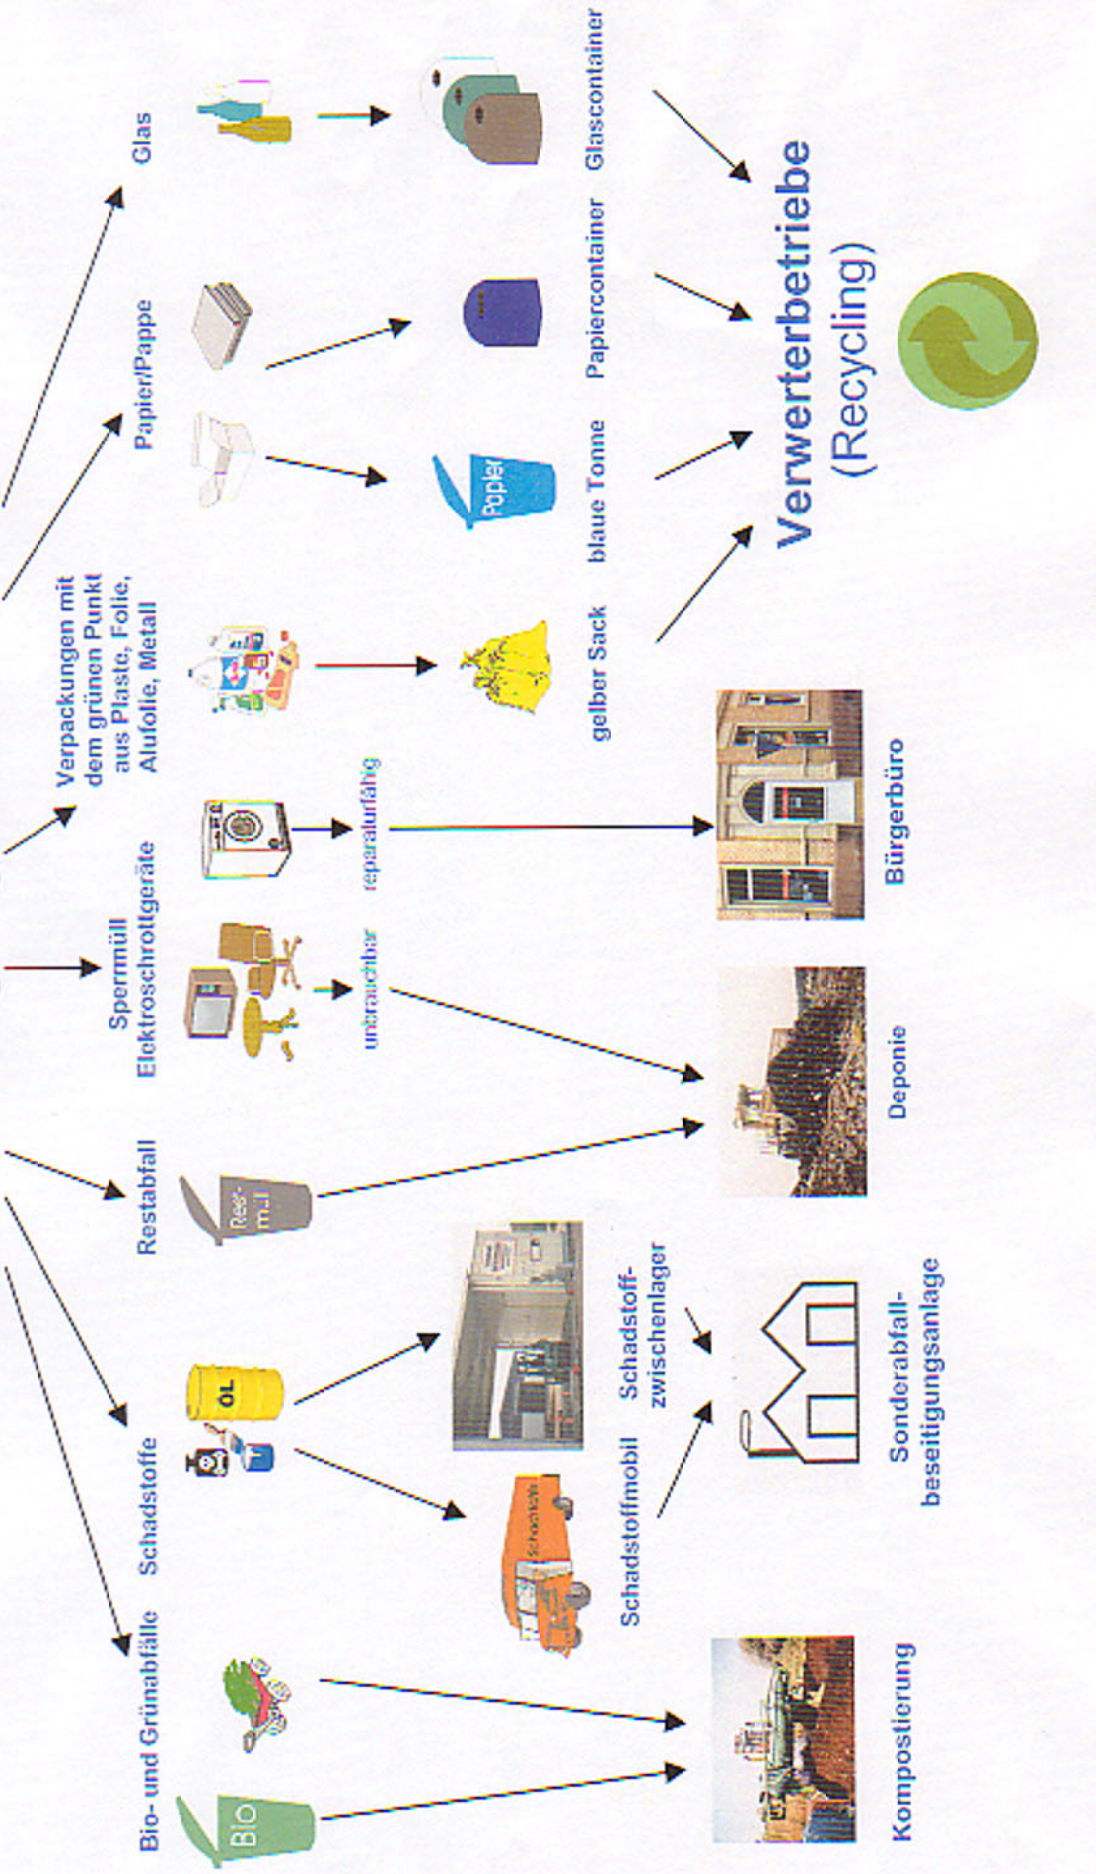 Bio- und Grünabfälle
Schadstoffe
Restabfall
Sperrmüll
Elektroschrottgeräte
Verpackungen mit
dem grünen Punkt
aus Plaste, Folie,
Alufolie, Metall
Papier/Pappe
Glas
Bio
ÖL
unbrauchbar
reparaturfähig
Papier
Schadstoffmobil
Schadstoff-
zwischenlager
gelber Sack
blaue Tonne
Papiercontainer
Glascontainer
Kompostierung
Sonderabfall-
beseitigungsanlage
Deponie
Bürgerbüro
Verwerterbetriebe
(Recycling)